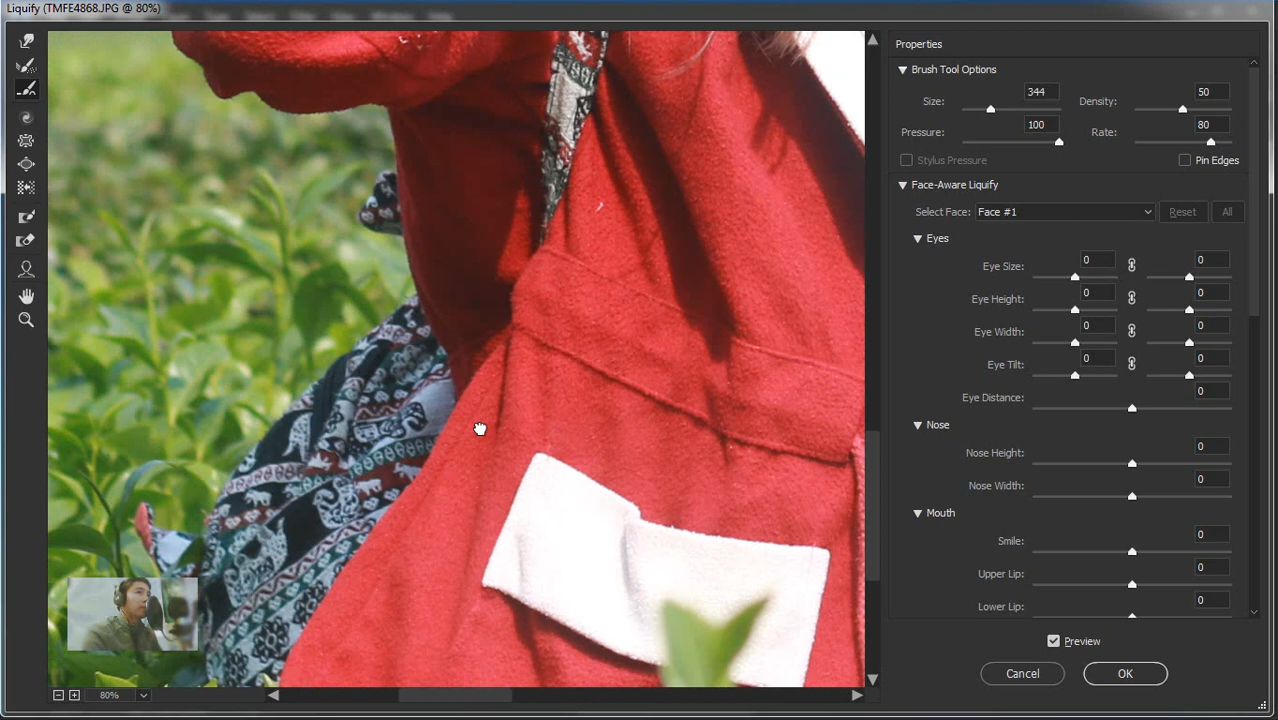 Liquify (TMFE4868.JPG @ 80%)
Properties
Brush Tool Options
Size: 344 Density: 50
Pressure: 100 Rate: 80
Stylus Pressure Pin Edges
Face-Aware Liquify
Select Face: Face #1 Reset All
Eyes
Eye Size: 0 0
Eye Height: 0 0
Eye Width: 0 0
Eye Tilt: 0 0
Eye Distance: 0
Nose
Nose Height: 0
Nose Width: 0
Mouth
Smile: 0
Upper Lip: 0
Lower Lip: 0
Preview
Cancel OK
80%